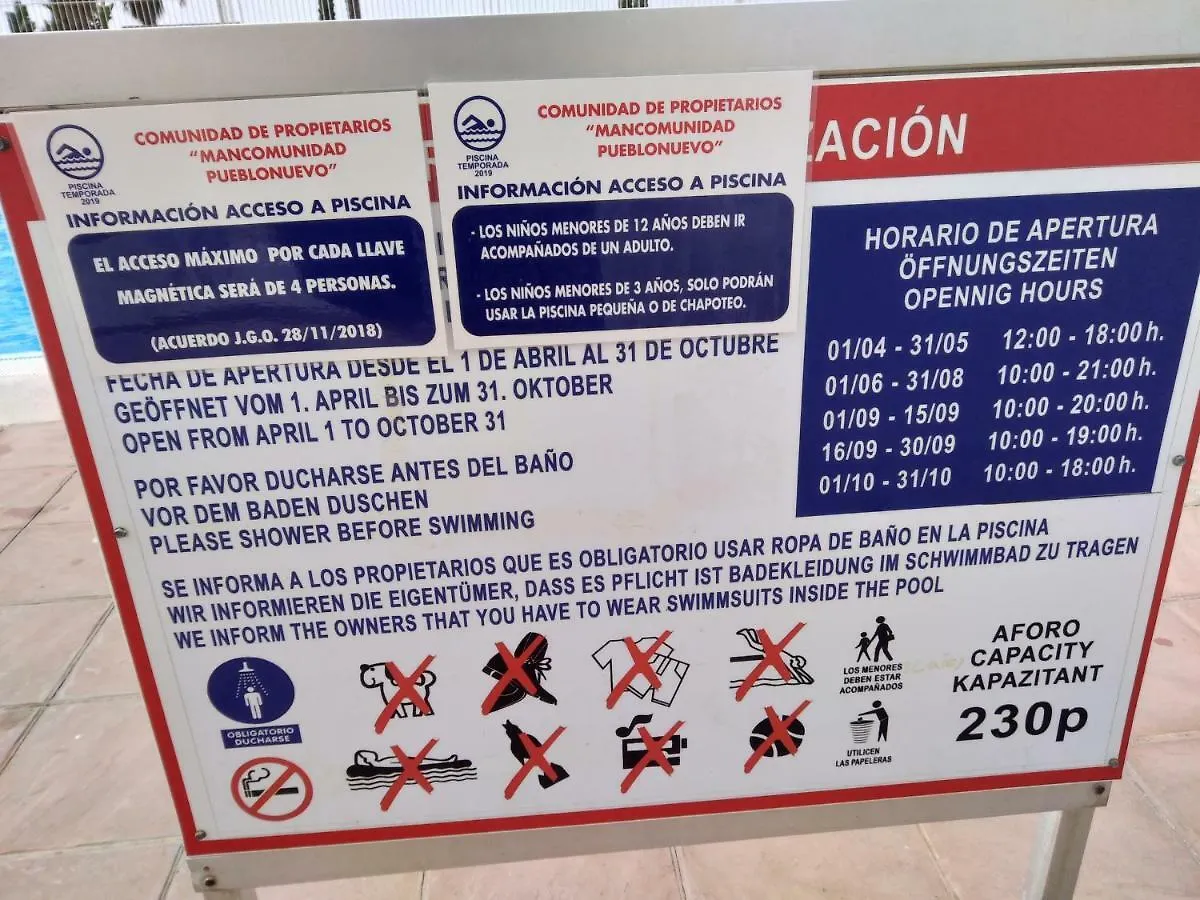 PISCINA
TEMPORADA
2019
COMUNIDAD DE PROPIETARIOS
"MANCOMUNIDAD
PUEBLONUEVO"
INFORMACIÓN ACCESO A PISCINA
EL ACCESO MÁXIMO POR CADA LLAVE
MAGNÉTICA SERÁ DE 4 PERSONAS.
(ACUERDO J.G.O. 28/11/2018)
PISCINA
TEMPORADA
2019
COMUNIDAD DE PROPIETARIOS
"MANCOMUNIDAD
PUEBLONUEVO"
INFORMACIÓN ACCESO A PISCINA
- LOS NIÑOS MENORES DE 12 AÑOS DEBEN IR
ACOMPAÑADOS DE UN ADULTO.
- LOS NIÑOS MENORES DE 3 AÑOS, SOLO PODRÁN
USAR LA PISCINA PEQUEÑA O DE CHAPOTEO.
ZACIÓN
HORARIO DE APERTURA
ÖFFNUNGSZEITEN
OPENNIG HOURS
01/04 - 31/05 12:00 - 18:00 h.
01/06 - 31/08 10:00 - 21:00 h.
01/09 - 15/09 10:00 - 20:00 h.
16/09 - 30/09 10:00 - 19:00 h.
01/10 - 31/10 10:00 - 18:00 h.
FECHA DE APERTURA DESDE EL 1 DE ABRIL AL 31 DE OCTUBRE
GEÖFFNET VOM 1. APRIL BIS ZUM 31. OKTOBER
OPEN FROM APRIL 1 TO OCTOBER 31
POR FAVOR DUCHARSE ANTES DEL BAÑO
VOR DEM BADEN DUSCHEN
PLEASE SHOWER BEFORE SWIMMING
SE INFORMA A LOS PROPIETARIOS QUE ES OBLIGATORIO USAR ROPA DE BAÑO EN LA PISCINA
WIR INFORMIEREN DIE EIGENTÜMER, DASS ES PFLICHT IST BADEKLEIDUNG IM SCHWIMMBAD ZU TRAGEN
WE INFORM THE OWNERS THAT YOU HAVE TO WEAR SWIMMSUITS INSIDE THE POOL
OBLIGATORIO
DUCHARSE
LOS MENORES
DEBEN ESTAR
ACOMPAÑADOS
UTILICEN
LAS PAPELERAS
AFORO
CAPACITY
KAPAZITANT
230p